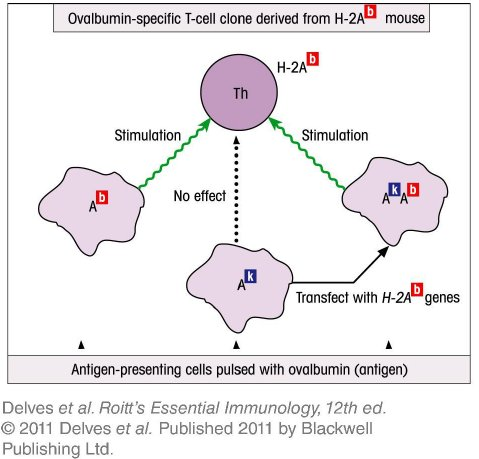 Ovalbumin-specific T-cell clone derived from H-2Ab mouse
H-2Ab
Th
Stimulation
Stimulation
Ab
No effect
AkAb
Ak
Transfect with H-2Ab genes
Antigen-presenting cells pulsed with ovalbumin (antigen)
Delves et al. Roitt's Essential Immunology, 12th ed.
© 2011 Delves et al. Published 2011 by Blackwell
Publishing Ltd.